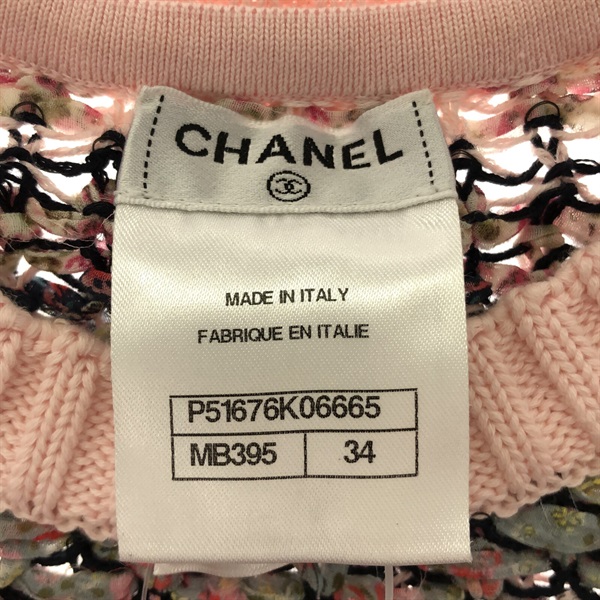 CHANEL
MADE IN ITALY
FABRIQUE EN ITALIE
P51676K06665
MB395 34